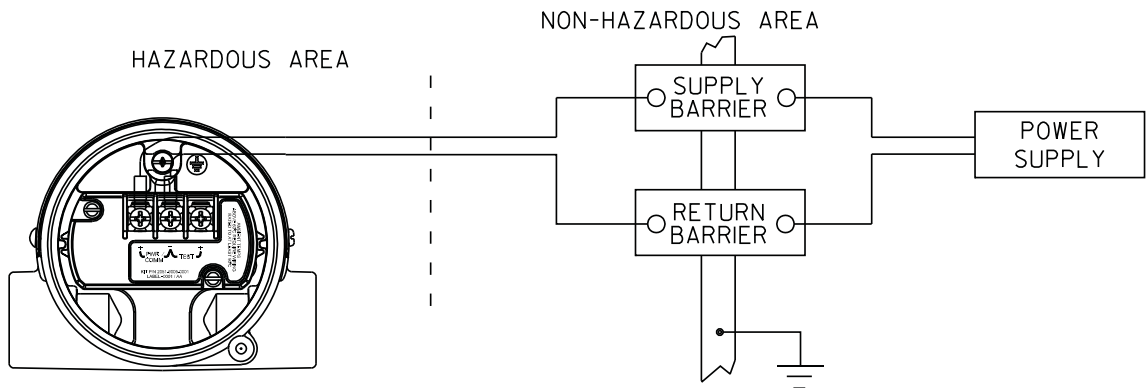 NON-HAZARDOUS AREA
HAZARDOUS AREA
SUPPLY
BARRIER
POWER
SUPPLY
RETURN
BARRIER
+ − +
PWR
COMM
TEST